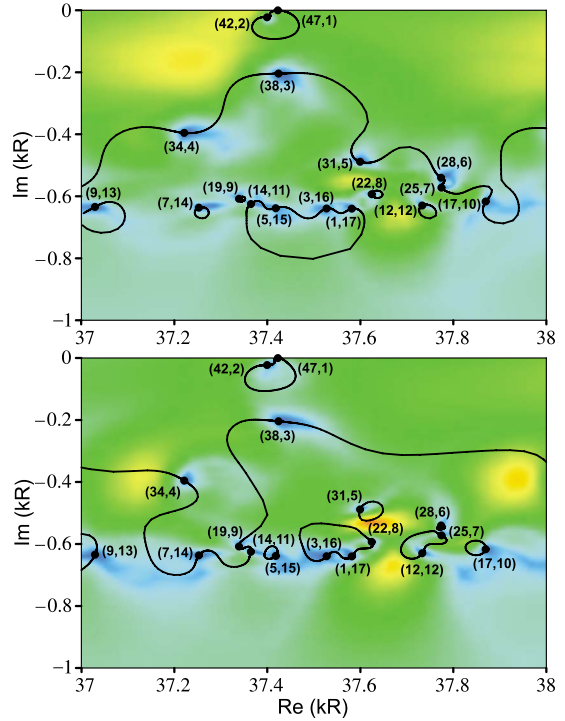 0
(42,2) (47,1)
−0.2
(38,3)
Im (kR)
−0.4
(34,4)
(31,5) (28,6)
−0.6
(9,13) (7,14) (19,9) (14,11) (3,16) (22,8) (25,7)
(5,15) (1,17) (12,12) (17,10)
−0.8
−1
37 37.2 37.4 37.6 37.8 38
0
(42,2) (47,1)
−0.2
(38,3)
Im (kR)
−0.4
(34,4)
(31,5)
(28,6)
(22,8)
−0.6
(19,9) (14,11) (25,7)
(9,13) (7,14) (3,16)
(5,15) (1,17) (12,12) (17,10)
−0.8
−1
37 37.2 37.4 37.6 37.8 38
Re (kR)